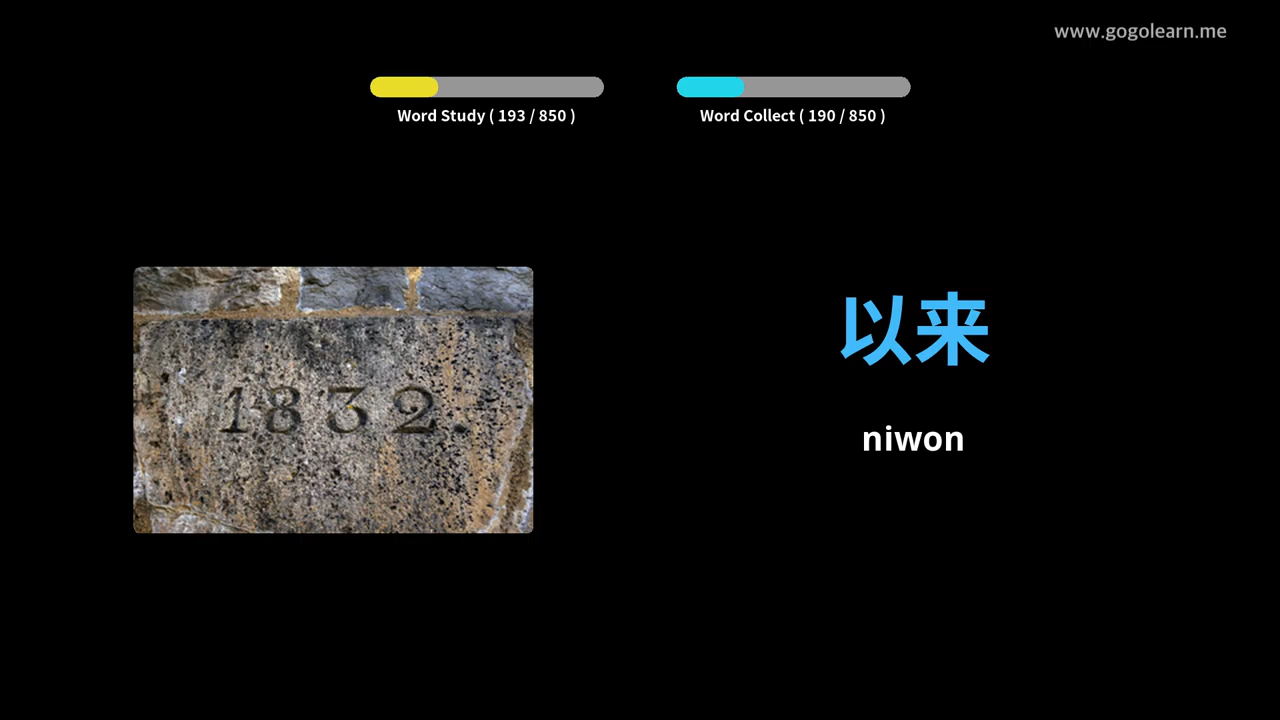 www.gogolearn.me
Word Study ( 193 / 850 )
Word Collect ( 190 / 850 )
1832.
以来
niwon